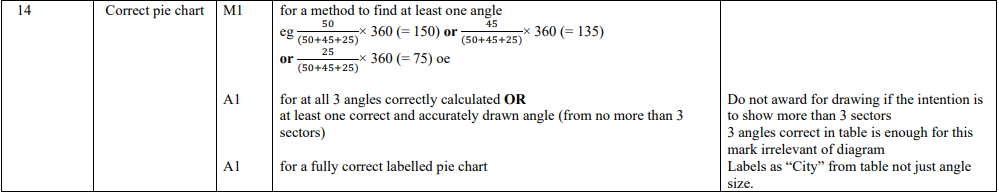 14 Correct pie chart M1 for a method to find at least one angle
eg 50/(50+45+25) × 360 (= 150) or 45/(50+45+25) × 360 (= 135)
or 25/(50+45+25) × 360 (= 75) oe
A1 for at all 3 angles correctly calculated OR
at least one correct and accurately drawn angle (from no more than 3
sectors)
Do not award for drawing if the intention is
to show more than 3 sectors
3 angles correct in table is enough for this
mark irrelevant of diagram
A1 for a fully correct labelled pie chart
Labels as “City” from table not just angle
size.